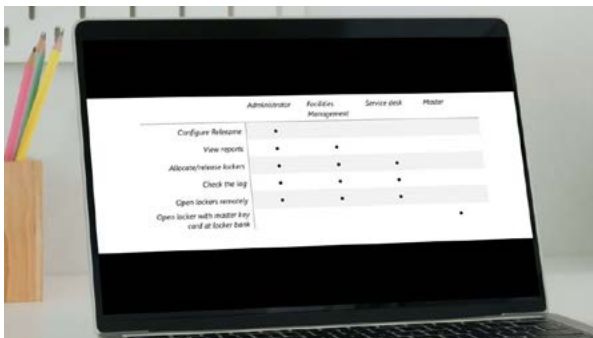 Administrator Facilities Management Service desk Master
Configure Relesome •
View reports • •
Allocate/release lockers • • •
Check the log • • •
Open lockers remotely • • •
Open locker with master key card at locker bank •